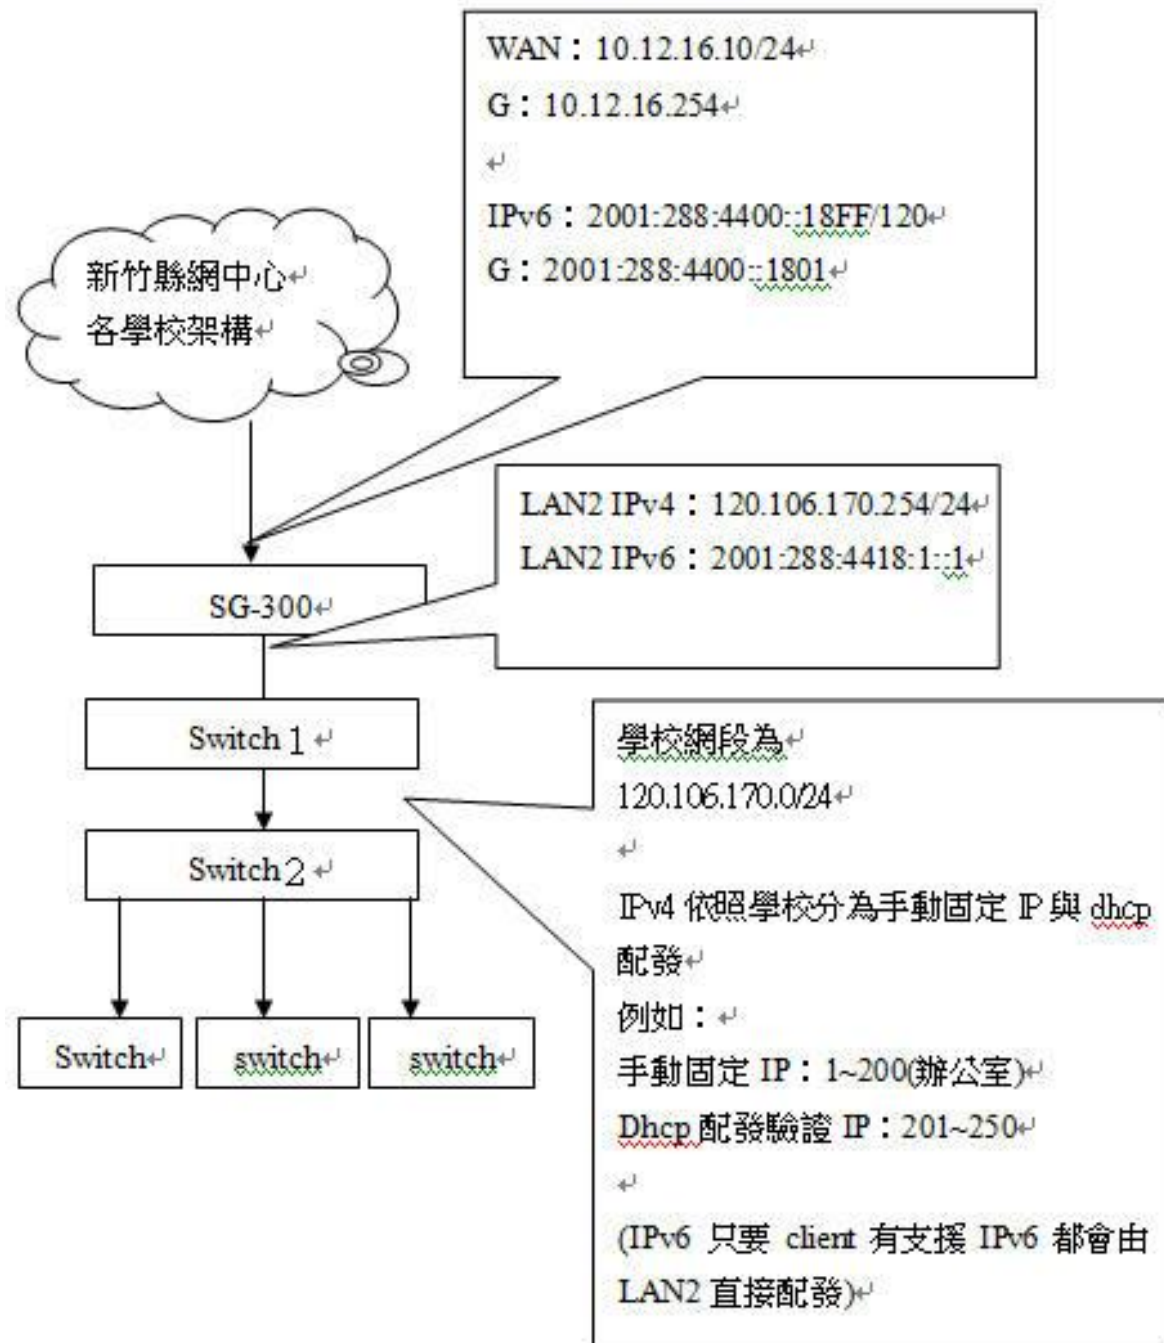 WAN：10.12.16.10/24
G：10.12.16.254
IPv6：2001:288:4400::18FF/120
G：2001:288:4400::1801
新竹縣網中心
各學校架構
LAN2 IPv4：120.106.170.254/24
LAN2 IPv6：2001:288:4418:1::1
SG-300
Switch 1
學校網段為
120.106.170.0/24
IPv4 依照學校分為手動固定 IP 與 dhcp
配發
例如：
手動固定 IP：1~200(辦公室)
Dhcp 配發驗證 IP：201~250
(IPv6 只要 client 有支援 IPv6 都會由
LAN2 直接配發)
Switch 2
Switch
switch
switch